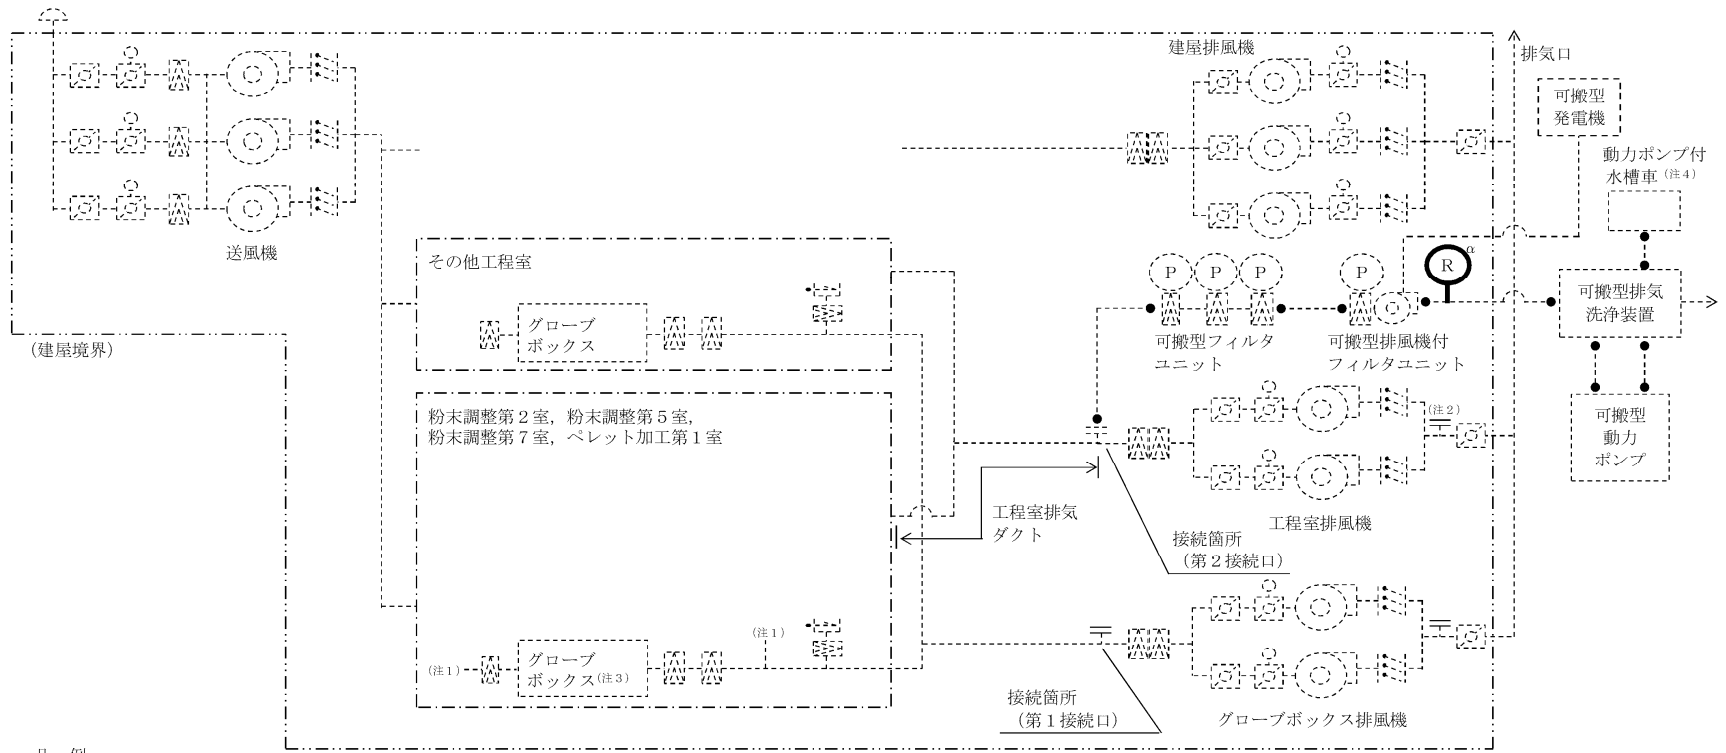 建屋排風機
排気口
可搬型
発電機
動力ポンプ付
水槽車（注４）
送風機
その他工程室
グローブ
ボックス
P
P
P
P
R
α
可搬型フィルタ
ユニット
可搬型排風機付
フィルタユニット
可搬型排気
洗浄装置
（建屋境界）
可搬型
動力
ポンプ
粉末調整第２室，粉末調整第５室，
粉末調整第７室，ペレット加工第１室
（注２）
工程室排気
ダクト
工程室排風機
接続箇所
（第２接続口）
（注１）
（注１）
グローブ
ボックス（注３）
接続箇所
（第１接続口）
グローブボックス排風機
凡　例